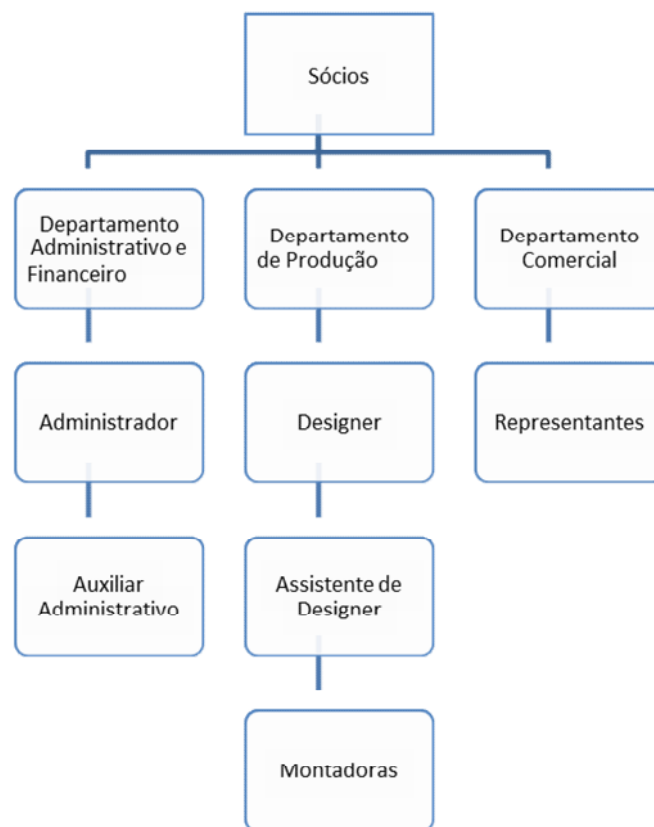 Sócios
Departamento
Administrativo e
Financeiro
Departamento
de Produção
Departamento
Comercial
Administrador
Designer
Representantes
Auxiliar
Administrativo
Assistente de
Designer
Montadoras